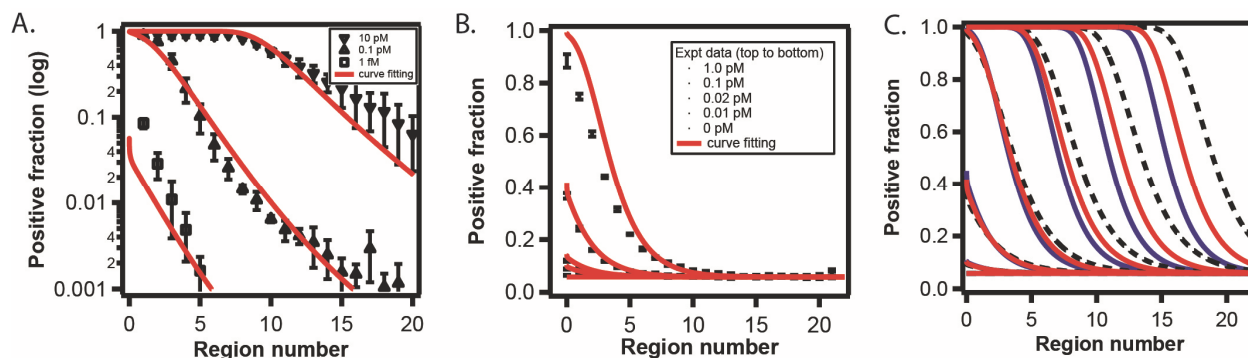 A.
Positive fraction (log)
1
4
2
0.1
4
2
0.01
4
2
0.001
10 pM
0.1 pM
1 fM
curve fitting
0
5
10
15
20
Region number
B.
Positive fraction
1.0
0.8
0.6
0.4
0.2
0.0
Expt data (top to bottom)
1.0 pM
0.1 pM
0.02 pM
0.01 pM
0 pM
curve fitting
0
5
10
15
20
Region number
C.
Positive fraction
1.0
0.8
0.6
0.4
0.2
0.0
0
5
10
15
20
Region number